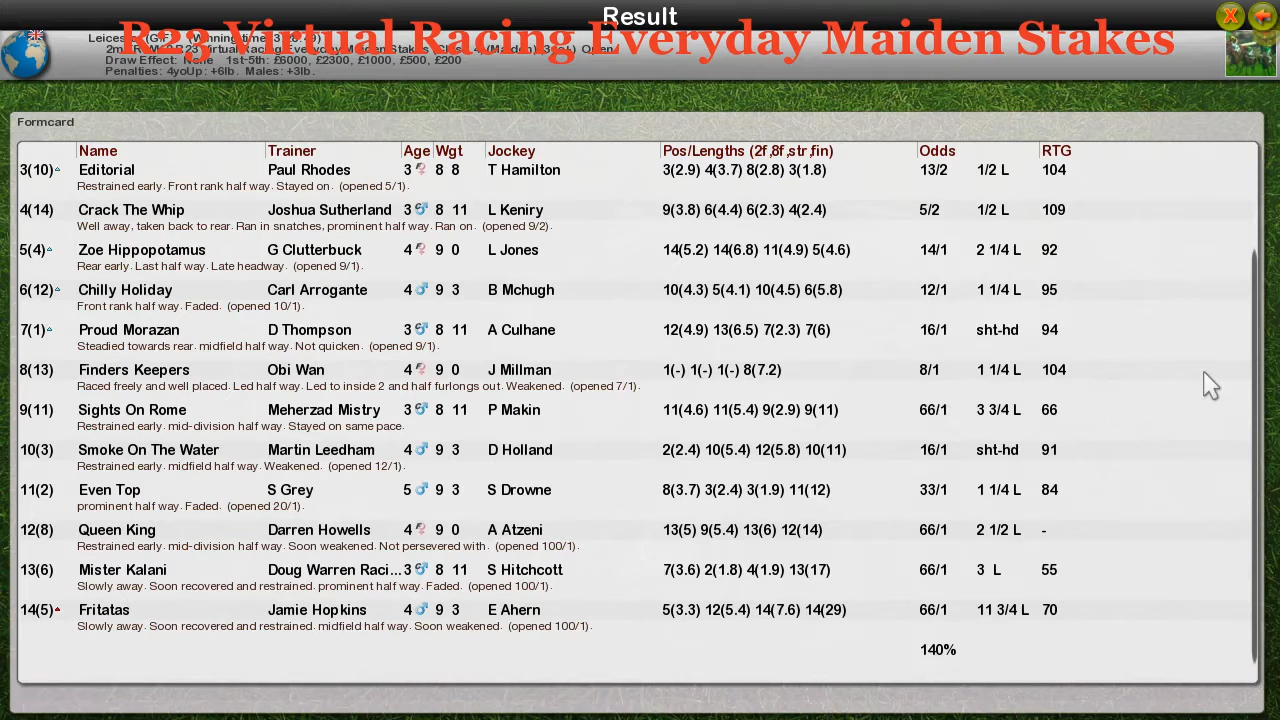 Result
R23 Virtual Racing Everyday Maiden Stakes
Draw Effect: None 1st-5th: £6000, £2300, £1000, £500, £200
Penalties: 4yoUp: +6lb. Males: +3lb.
Formcard
Name Trainer Age Wgt Jockey Pos/Lengths (2f,8f,str,fin) Odds RTG
3(10) Editorial Paul Rhodes 3 8 8 T Hamilton 3(2.9) 4(3.7) 8(2.8) 3(1.8) 13/2 1/2 L 104
Restrained early. Front rank half way. Stayed on. (opened 5/1).
4(14) Crack The Whip Joshua Sutherland 3 8 11 L Keniry 9(3.8) 6(4.4) 6(2.3) 4(2.4) 5/2 1/2 L 109
Well away, taken back to rear. Ran in snatches, prominent half way. Ran on. (opened 9/2).
5(4) Zoe Hippopotamus G Clutterbuck 4 9 0 L Jones 14(5.2) 14(6.8) 11(4.9) 5(4.6) 14/1 2 1/4 L 92
Rear early. Last half way. Late headway. (opened 9/1).
6(12) Chilly Holiday Carl Arrogante 4 9 3 B Mchugh 10(4.3) 5(4.1) 10(4.5) 6(5.8) 12/1 1 1/4 L 95
Front rank half way. Faded. (opened 10/1).
7(1) Proud Morazan D Thompson 3 8 11 A Culhane 12(4.9) 13(6.5) 7(2.3) 7(6) 16/1 sht-hd 94
Steadied towards rear. midfield half way. Not quicken. (opened 9/1).
8(13) Finders Keepers Obi Wan 4 9 0 J Millman 1(-) 1(-) 1(-) 8(7.2) 8/1 1 1/4 L 104
Raced freely and well placed. Led half way. Led to inside 2 and half furlongs out. Weakened. (opened 7/1).
9(11) Sights On Rome Meherzad Mistry 3 8 11 P Makin 11(4.6) 11(5.4) 9(2.9) 9(11) 66/1 3 3/4 L 66
Restrained early. mid-division half way. Stayed on same pace.
10(3) Smoke On The Water Martin Leedham 4 9 3 D Holland 2(2.4) 10(5.4) 12(5.8) 10(11) 16/1 sht-hd 91
Restrained early. midfield half way. Weakened. (opened 12/1).
11(2) Even Top S Grey 5 9 3 S Drowne 8(3.7) 3(2.4) 3(1.9) 11(12) 33/1 1 1/4 L 84
prominent half way. Faded. (opened 20/1).
12(8) Queen King Darren Howells 4 9 0 A Atzeni 13(5) 9(5.4) 13(6) 12(14) 66/1 2 1/2 L -
Restrained early. mid-division half way. Soon weakened. Not persevered with. (opened 100/1).
13(6) Mister Kalani Doug Warren Raci... 3 8 11 S Hitchcott 7(3.6) 2(1.8) 4(1.9) 13(17) 66/1 3 L 55
Slowly away. Soon recovered and restrained. prominent half way. Faded. (opened 100/1).
14(5) Fritatas Jamie Hopkins 4 9 3 E Ahern 5(3.3) 12(5.4) 14(7.6) 14(29) 66/1 11 3/4 L 70
Slowly away. Soon recovered and restrained. midfield half way. Soon weakened. (opened 100/1).
140%